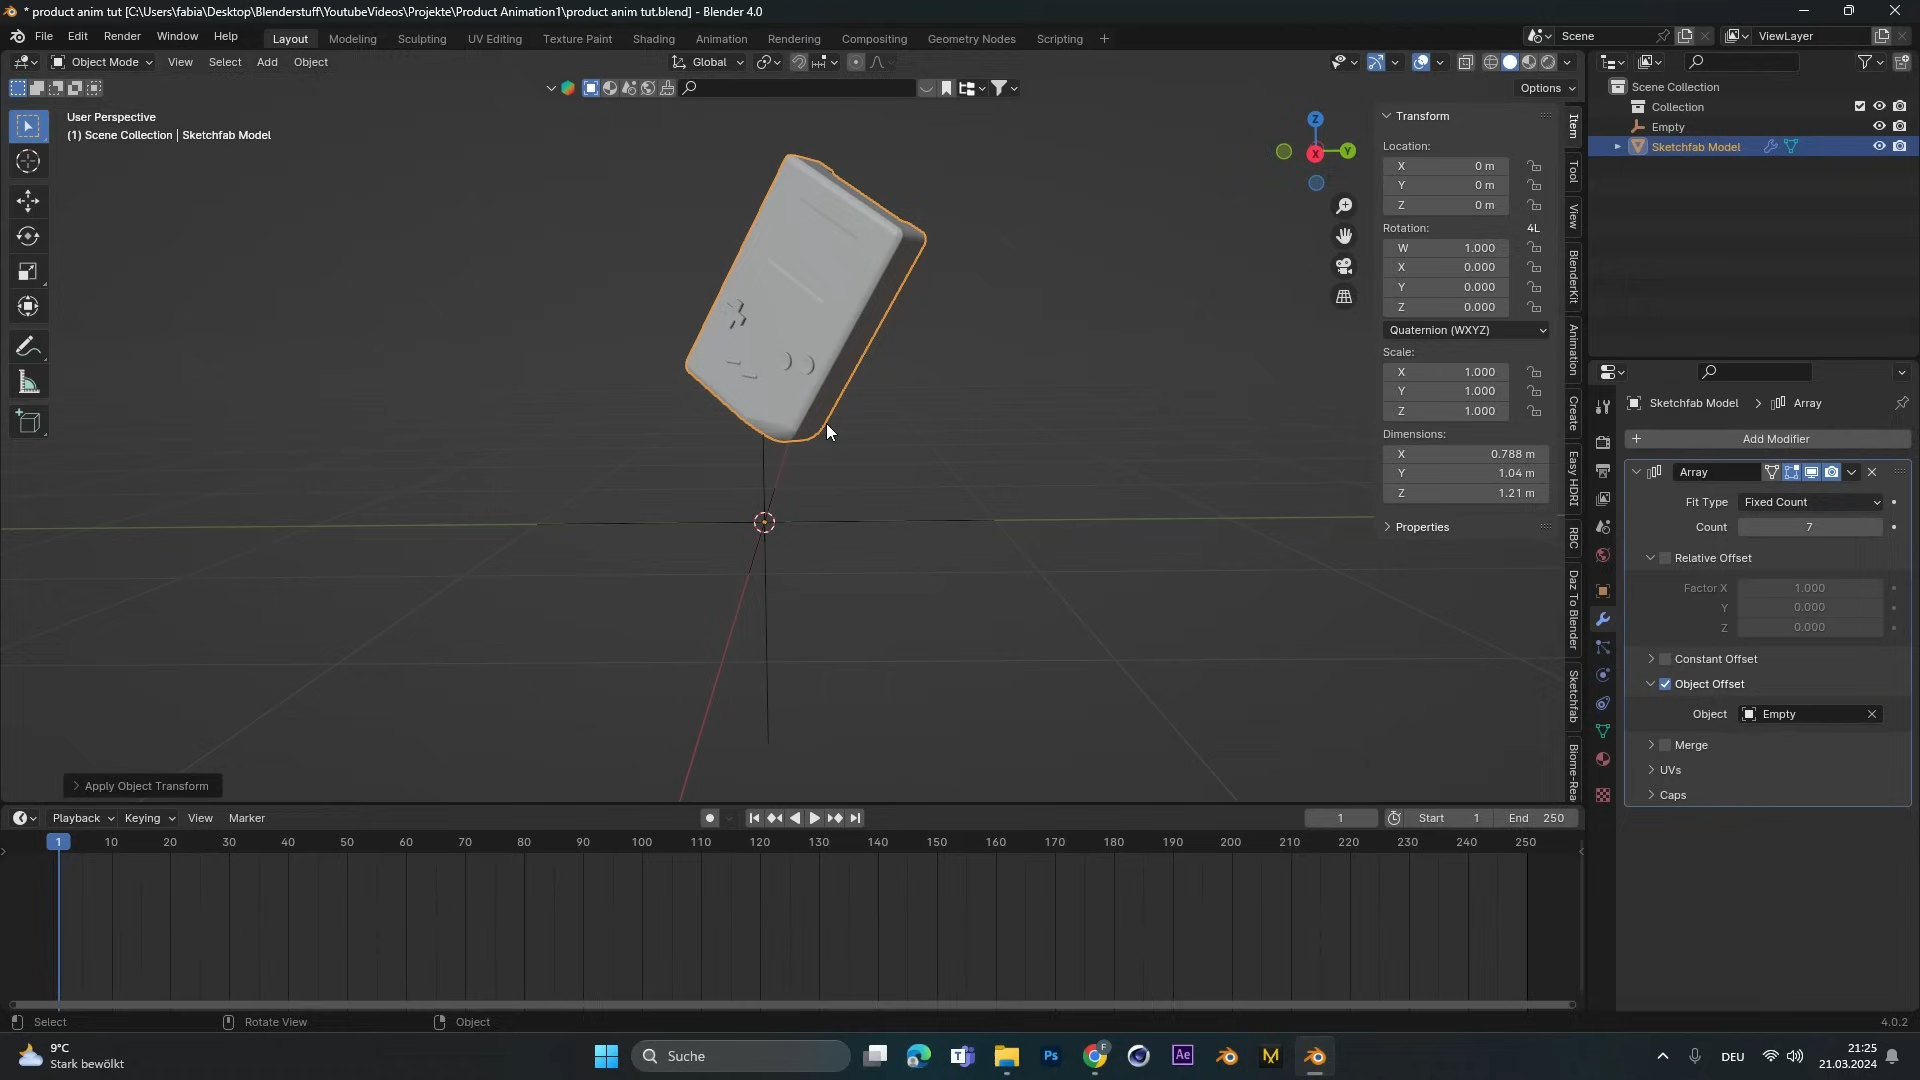 * product anim tut [C:\Users\fabia\Desktop\Blenderstuff\YoutubeVideos\Projekte\Product Animation1\product anim tut.blend] - Blender 4.0
File Edit Render Window Help Layout Modeling Sculpting UV Editing Texture Paint Shading Animation Rendering Compositing Geometry Nodes Scripting + Scene ViewLayer
Object Mode View Select Add Object Global
Options
User Perspective
(1) Scene Collection | Sketchfab Model
Z
Y
X
Transform
Location:
X 0 m
Y 0 m
Z 0 m
Rotation: 4L
W 1.000
X 0.000
Y 0.000
Z 0.000
Quaternion (WXYZ)
Scale:
X 1.000
Y 1.000
Z 1.000
Dimensions:
X 0.788 m
Y 1.04 m
Z 1.21 m
Properties
Item
Tool
View
BlenderKit
Animation
Create
Easy HDRI
RBC
Daz To Blender
Sketchfab
Biome-Rea
Scene Collection
Collection
Empty
Sketchfab Model
Sketchfab Model > Array
+ Add Modifier
Array
Fit Type Fixed Count
Count 7
Relative Offset
Factor X 1.000
Y 0.000
Z 0.000
Constant Offset
Object Offset
Object Empty
Merge
UVs
Caps
Apply Object Transform
Playback Keying View Marker 1 Start 1 End 250
1 10 20 30 40 50 60 70 80 90 100 110 120 130 140 150 160 170 180 190 200 210 220 230 240 250
Select Rotate View Object 4.0.2
9°C
Stark bewölkt
Suche
Ps
F
Ae
M
DEU
21:25
21.03.2024